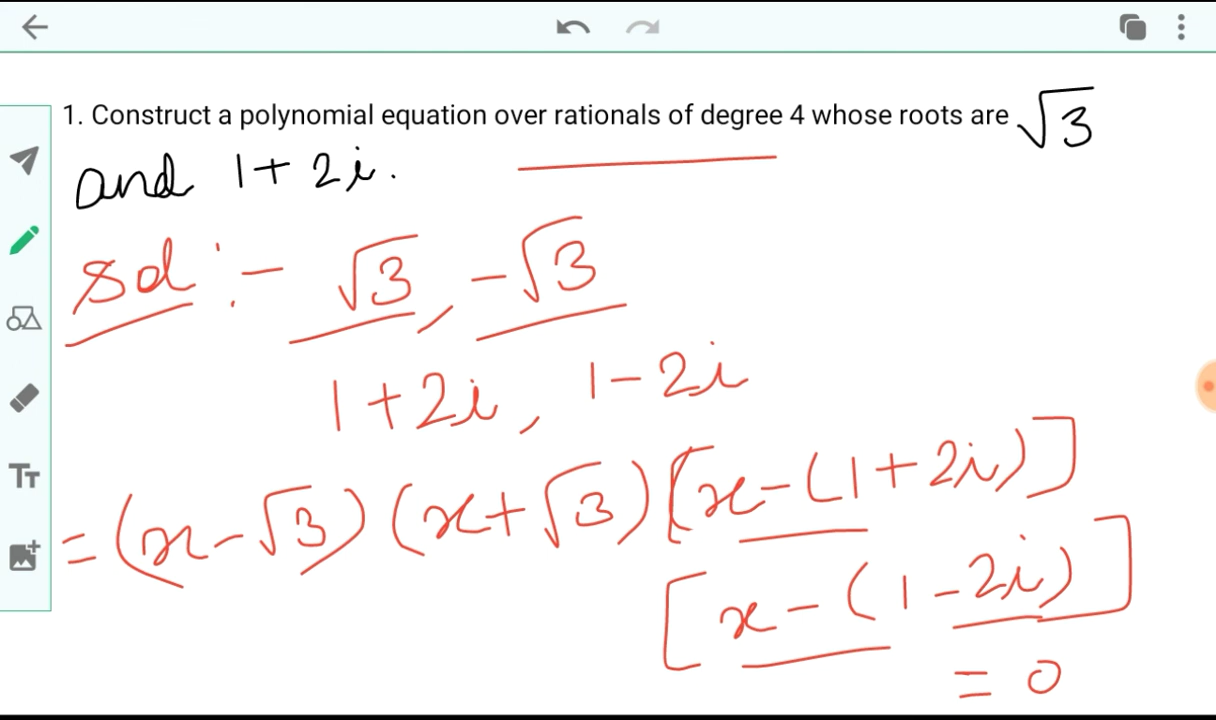 1. Construct a polynomial equation over rationals of degree 4 whose roots are √3
and 1+2i.
Sol :- √3, -√3
1+2i, 1-2i
= (x-√3)(x+√3)[x-(1+2i)]
[x-(1-2i)]
= 0
TT